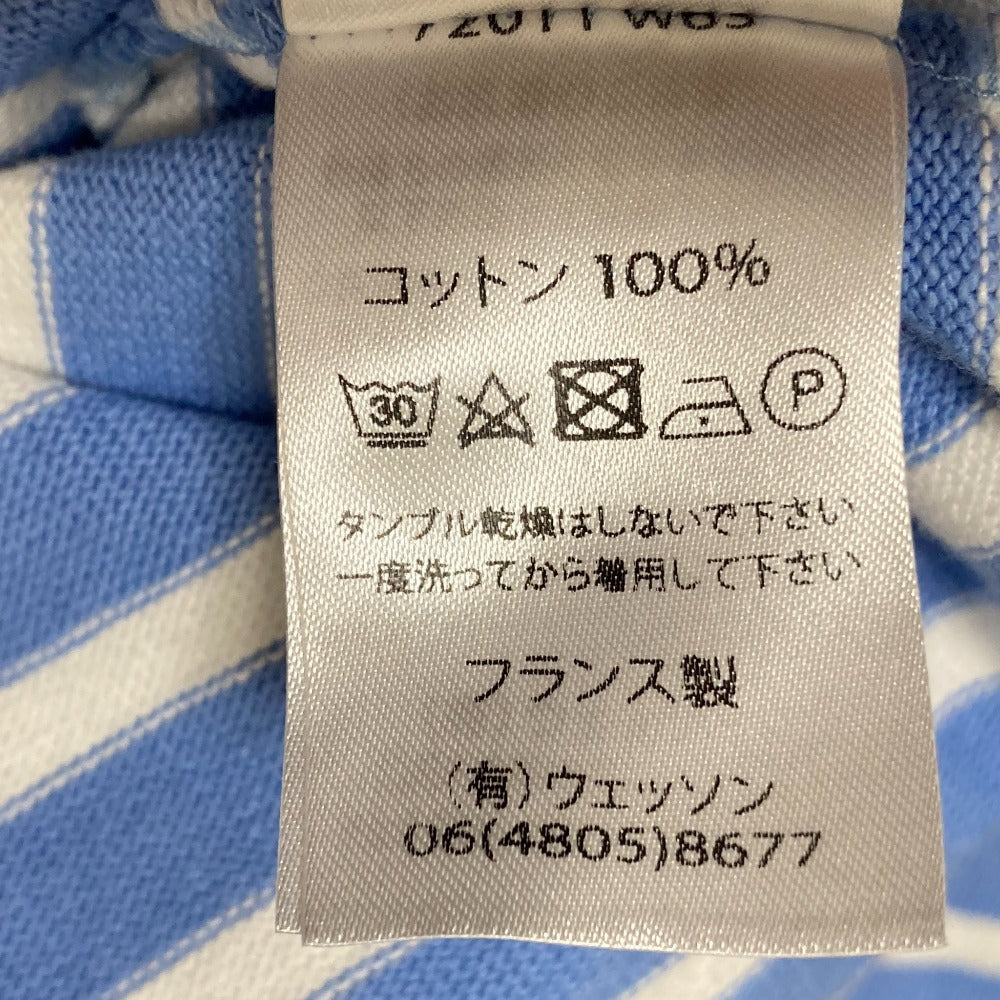 コットン 100%
30
P
タンブル乾燥はしないで下さい
一度洗ってから着用して下さい
フランス製
(有) ウェッソン
06(4805)8677